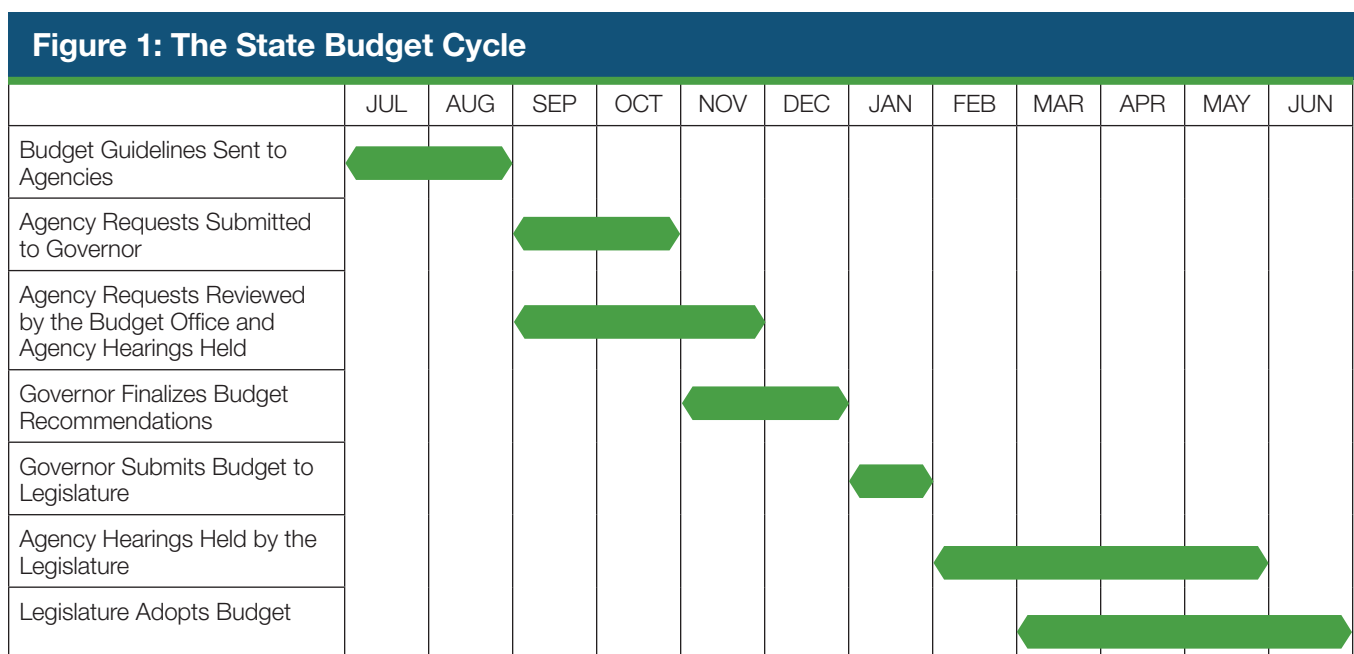 Figure 1: The State Budget Cycle
JUL AUG SEP OCT NOV DEC JAN FEB MAR APR MAY JUN
Budget Guidelines Sent to
Agencies
Agency Requests Submitted
to Governor
Agency Requests Reviewed
by the Budget Office and
Agency Hearings Held
Governor Finalizes Budget
Recommendations
Governor Submits Budget to
Legislature
Agency Hearings Held by the
Legislature
Legislature Adopts Budget